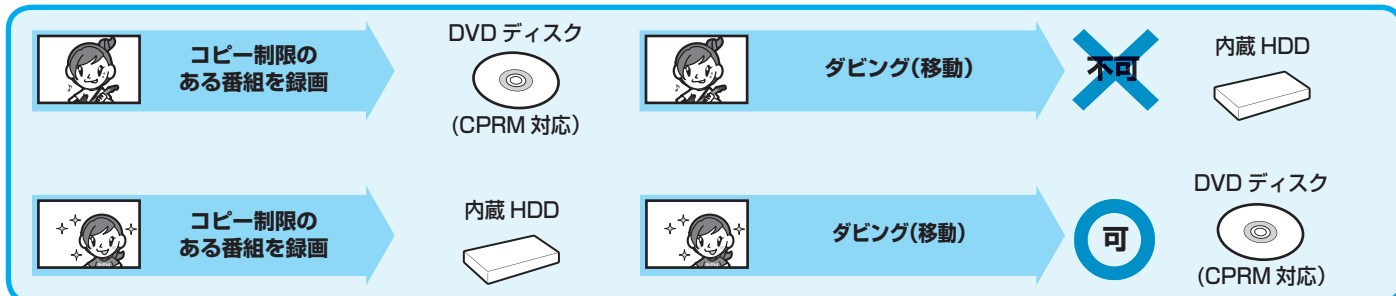 コピー制限の
ある番組を録画
DVD ディスク
(CPRM 対応)
ダビング(移動)
不可
内蔵 HDD
コピー制限の
ある番組を録画
内蔵 HDD
ダビング(移動)
可
DVD ディスク
(CPRM 対応)